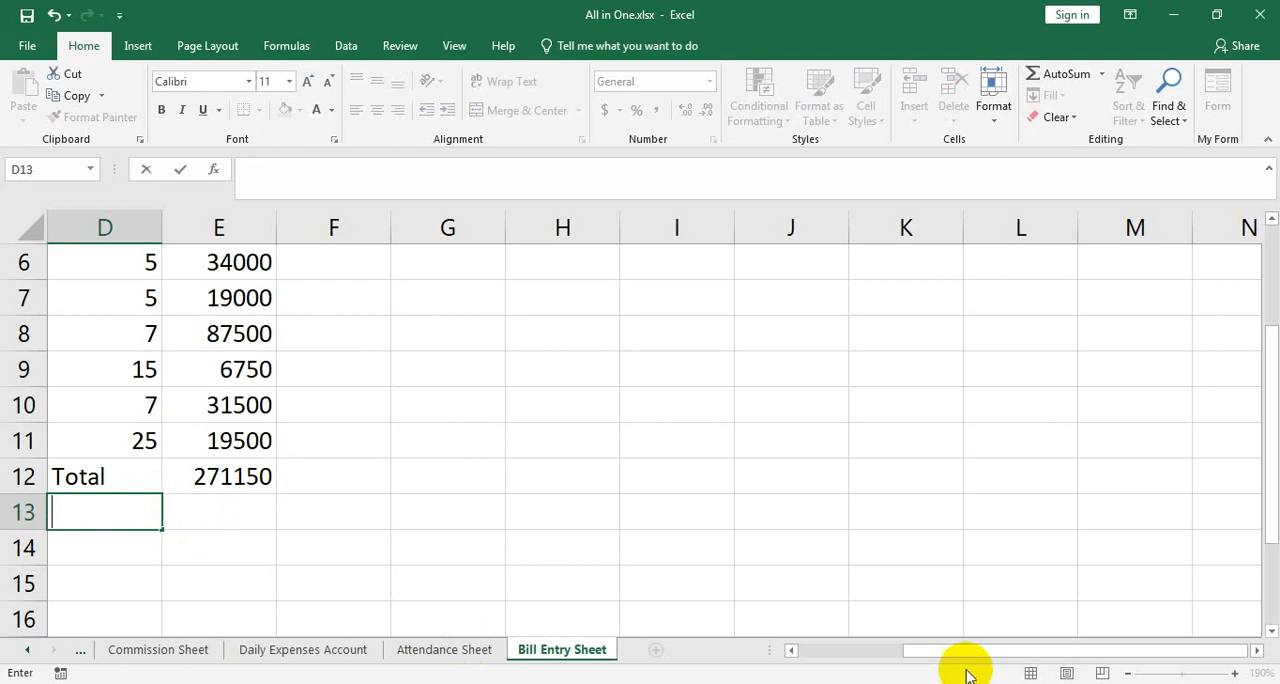 All in One.xlsx - Excel
Sign in
File Home Insert Page Layout Formulas Data Review View Help Tell me what you want to do Share
Paste Cut Copy Format Painter Clipboard
Calibri 11 A A B I U A Font
Wrap Text Merge & Center Alignment
General $ % , .0 .00 .00 .0 Number
Conditional Formatting Format as Table Cell Styles Styles
Insert Delete Format Cells
AutoSum Fill Clear Sort & Filter Find & Select Editing
Form My Form
D13 fx
D E F G H I J K L M N
6 5 34000
7 5 19000
8 7 87500
9 15 6750
10 7 31500
11 25 19500
12 Total 271150
13
14
15
16
... Commission Sheet Daily Expenses Account Attendance Sheet Bill Entry Sheet
Enter 190%